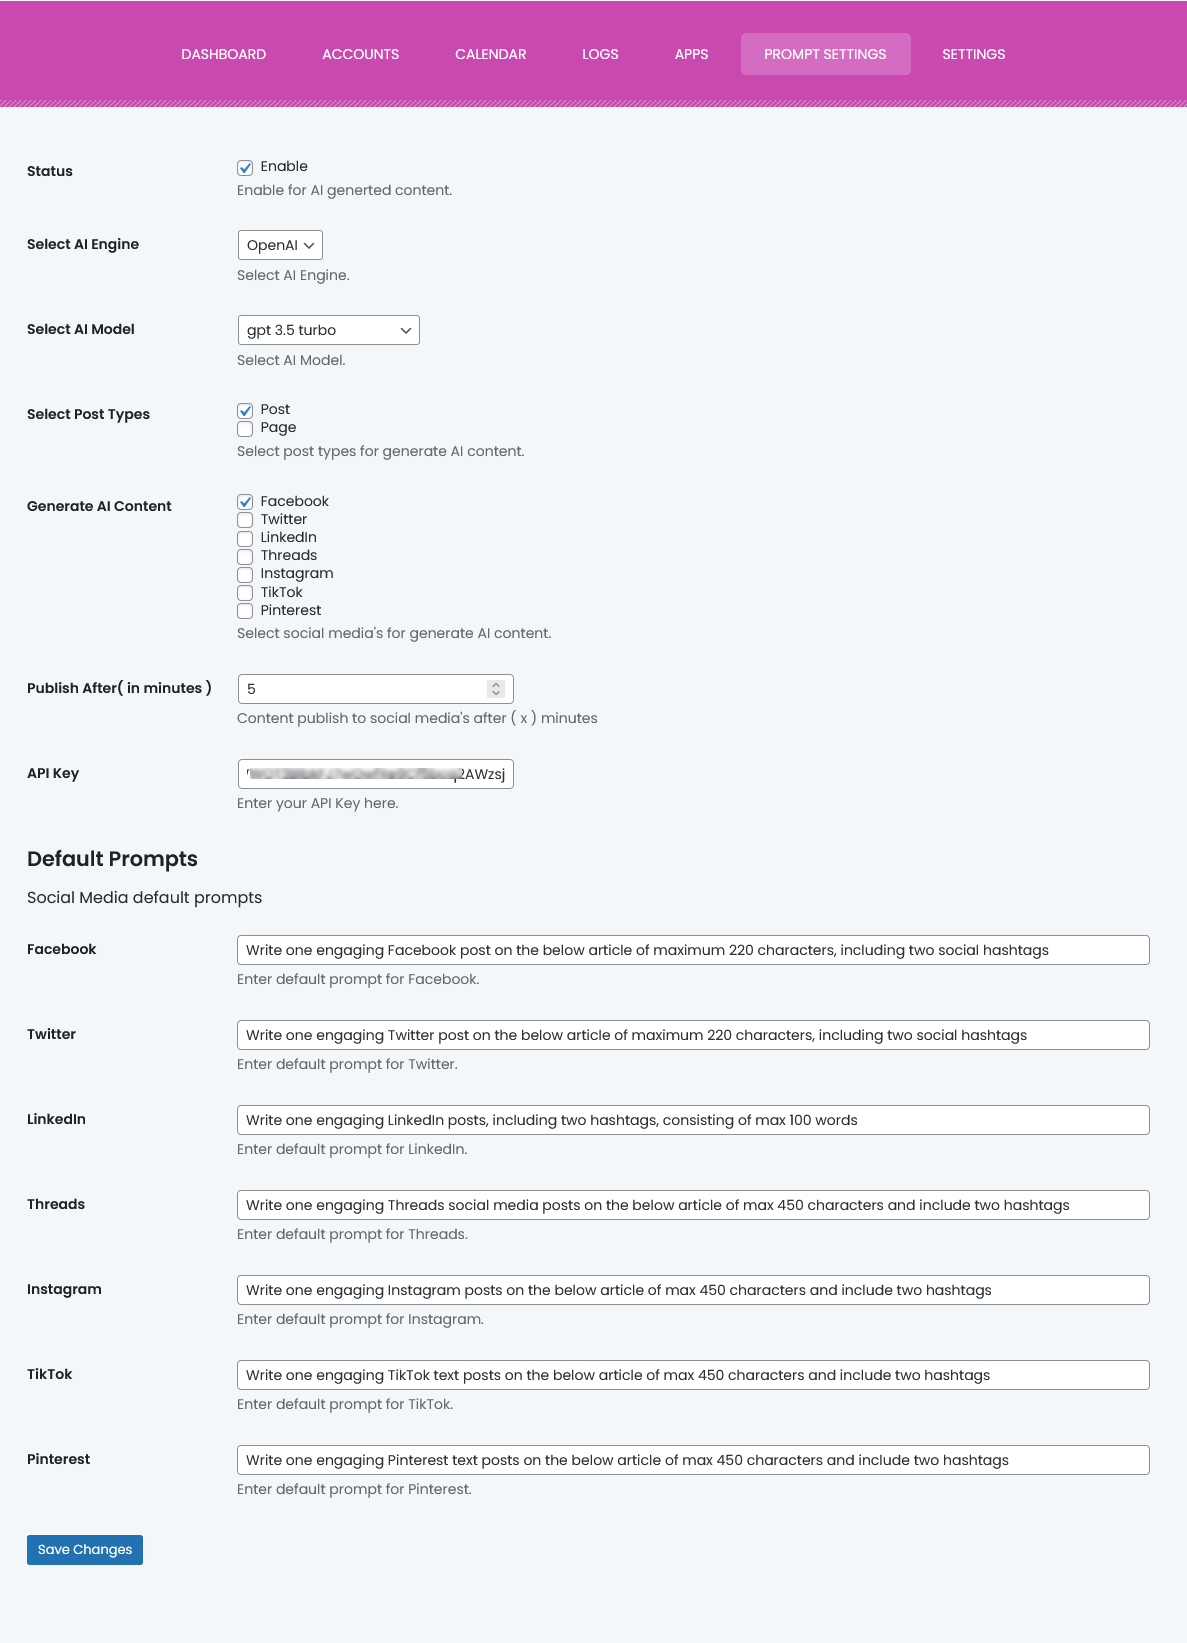 DASHBOARD ACCOUNTS CALENDAR LOGS APPS PROMPT SETTINGS SETTINGS
Status Enable
Enable for AI generted content.
Select AI Engine OpenAI
Select AI Engine.
Select AI Model gpt 3.5 turbo
Select AI Model.
Select Post Types Post
Page
Select post types for generate AI content.
Generate AI Content Facebook
Twitter
LinkedIn
Threads
Instagram
TikTok
Pinterest
Select social media's for generate AI content.
Publish After( in minutes ) 5
Content publish to social media's after ( x ) minutes
API Key
Enter your API Key here.
Default Prompts
Social Media default prompts
Facebook Write one engaging Facebook post on the below article of maximum 220 characters, including two social hashtags
Enter default prompt for Facebook.
Twitter Write one engaging Twitter post on the below article of maximum 220 characters, including two social hashtags
Enter default prompt for Twitter.
LinkedIn Write one engaging LinkedIn posts, including two hashtags, consisting of max 100 words
Enter default prompt for LinkedIn.
Threads Write one engaging Threads social media posts on the below article of max 450 characters and include two hashtags
Enter default prompt for Threads.
Instagram Write one engaging Instagram posts on the below article of max 450 characters and include two hashtags
Enter default prompt for Instagram.
TikTok Write one engaging TikTok text posts on the below article of max 450 characters and include two hashtags
Enter default prompt for TikTok.
Pinterest Write one engaging Pinterest text posts on the below article of max 450 characters and include two hashtags
Enter default prompt for Pinterest.
Save Changes